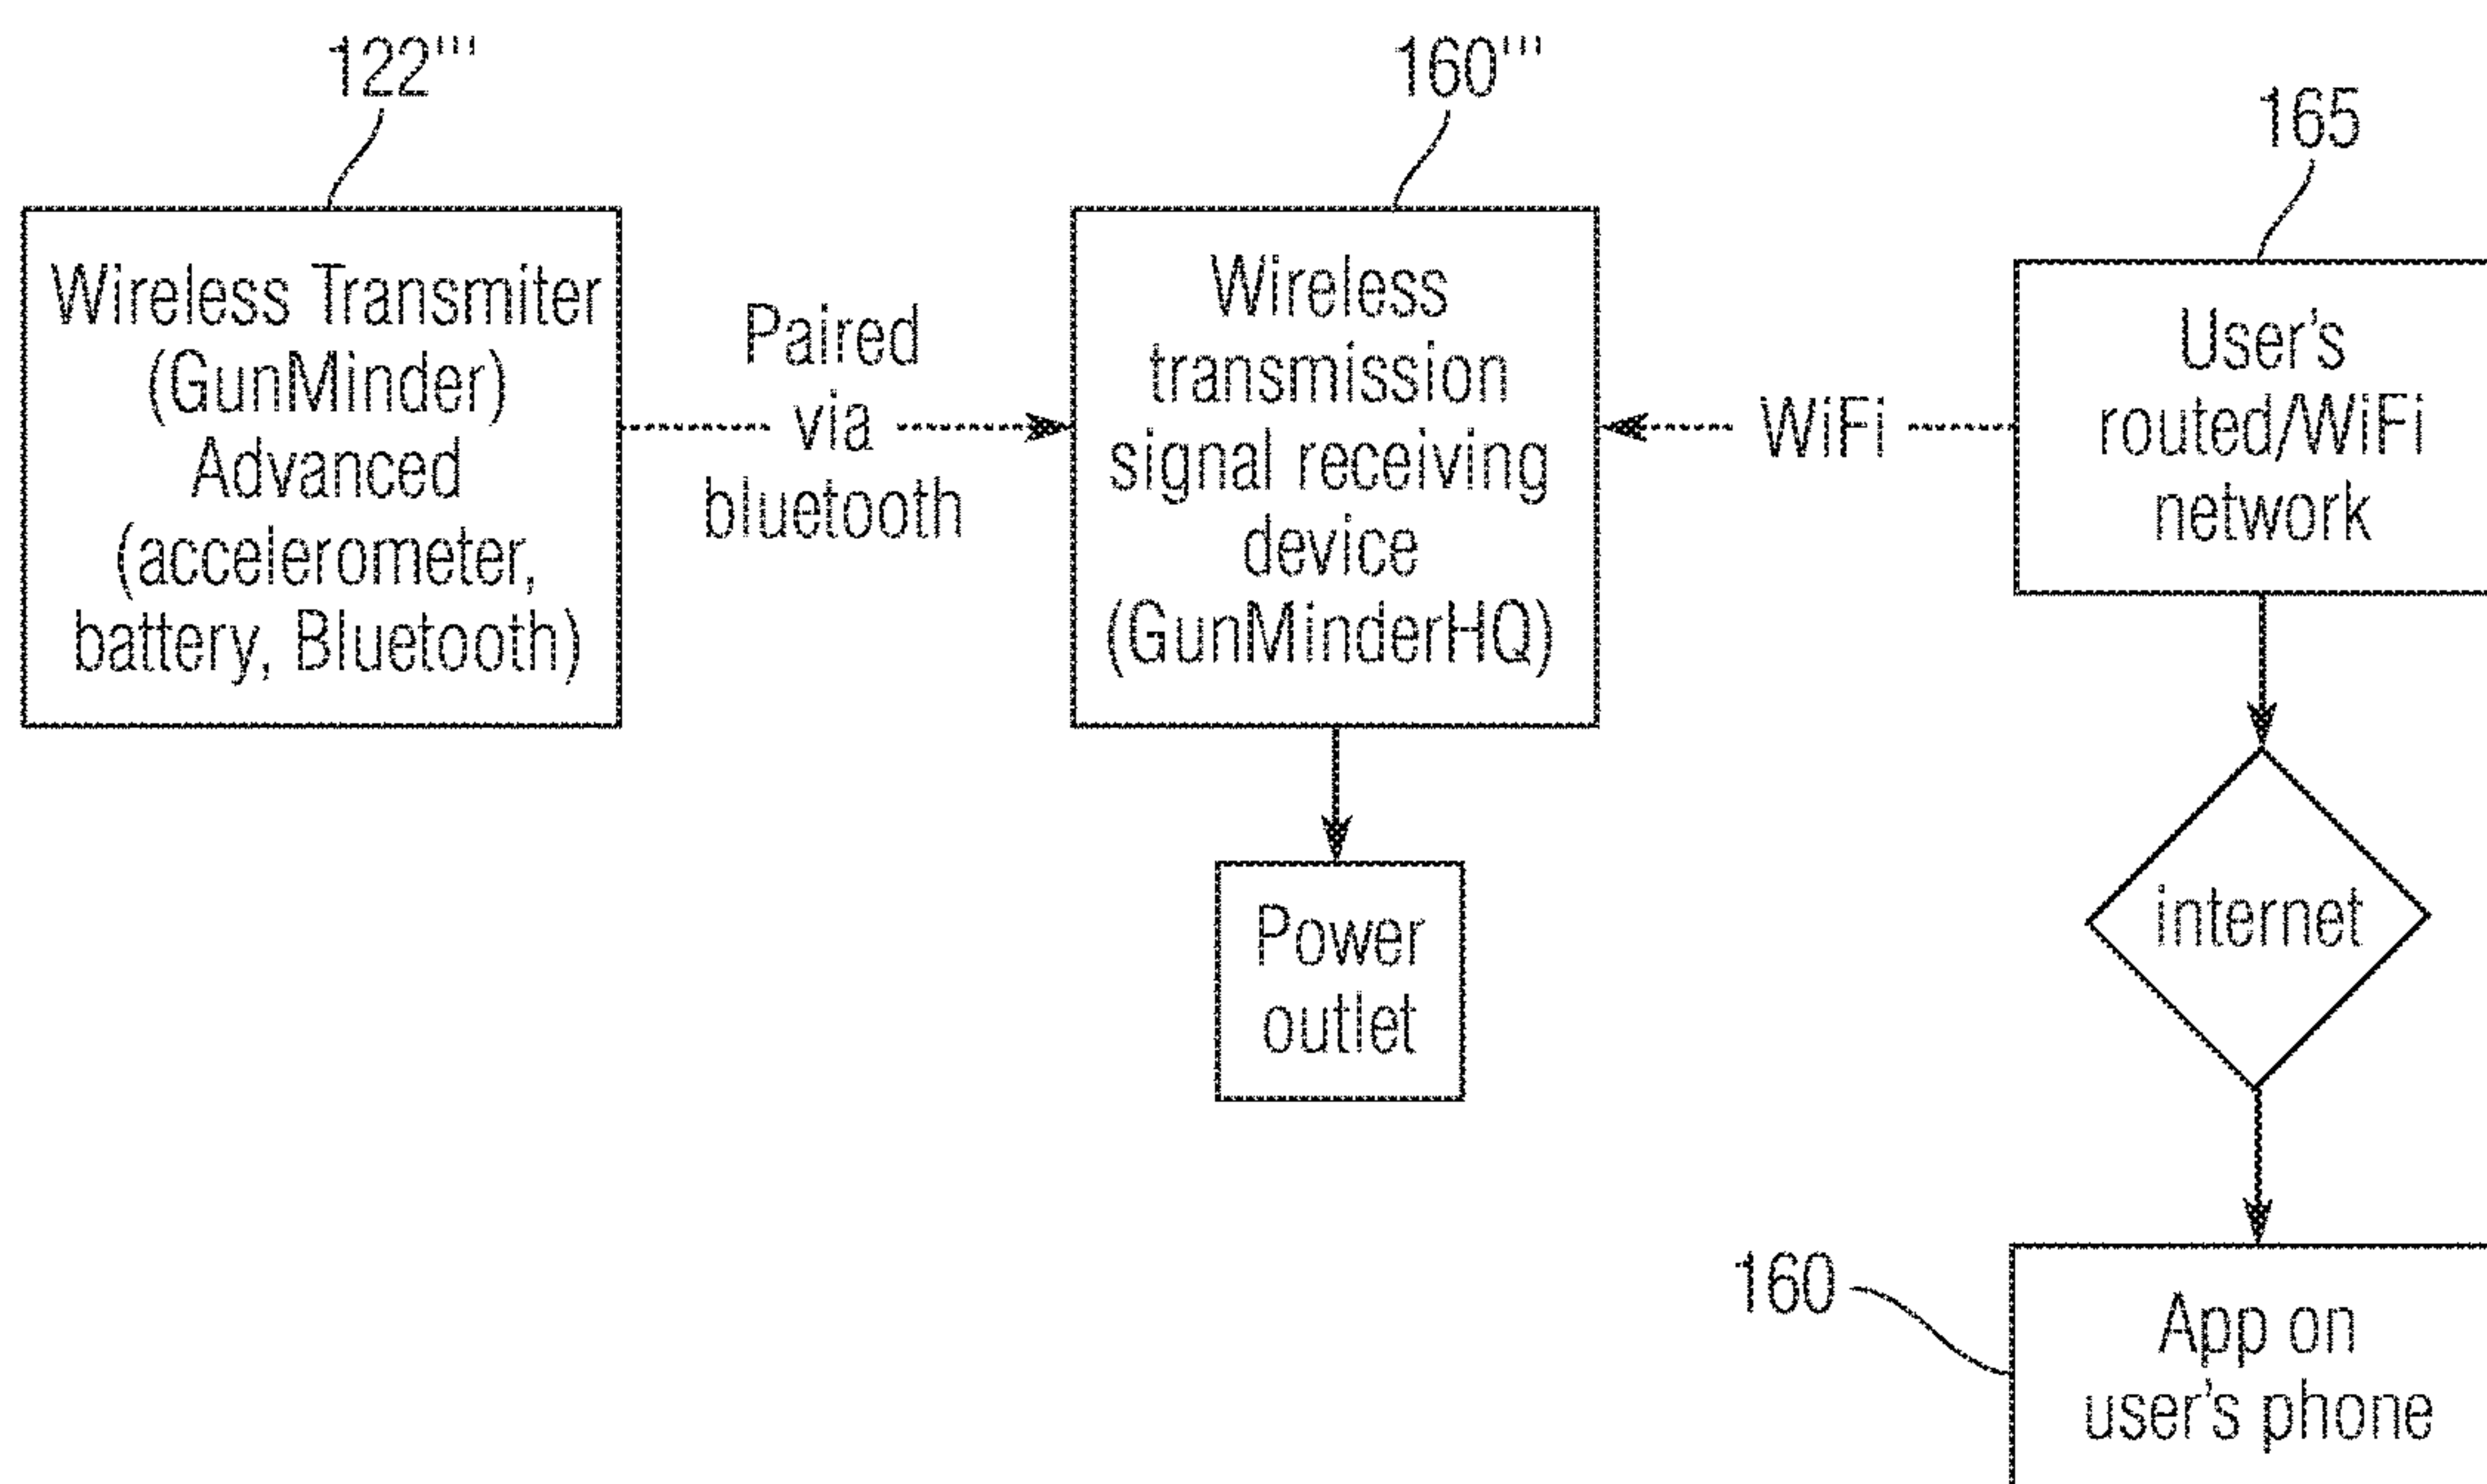 122'''
Wireless Transmiter
(GunMinder)
Advanced
(accelerometer,
battery, Bluetooth)
Paired
via
bluetooth
160'''
Wireless
transmission
signal receiving
device
(GunMinderHQ)
Power
outlet
WiFi
165
User's
routed/WiFi
network
internet
160
App on
user's phone